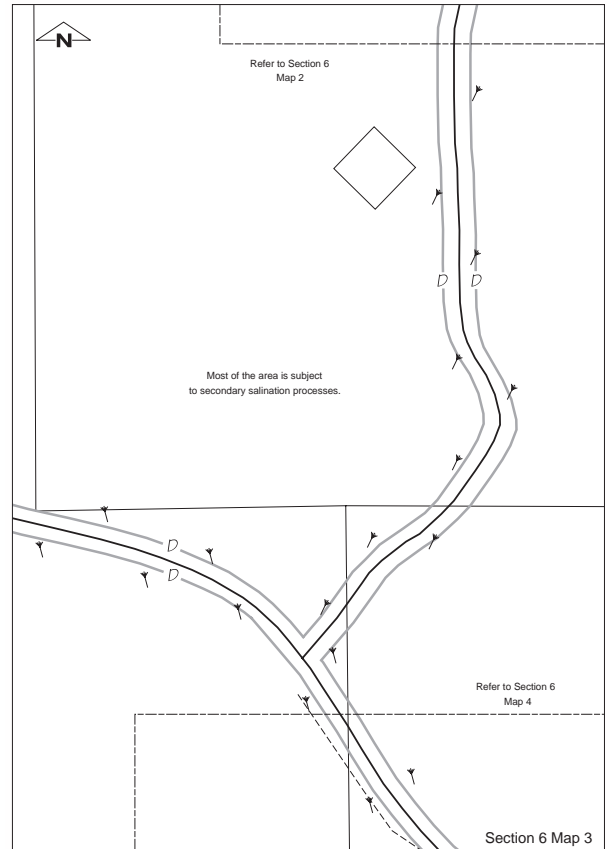 N
Refer to Section 6
Map 2
D
D
Most of the area is subject
to secondary salination processes.
D
D
Refer to Section 6
Map 4
Section 6 Map 3